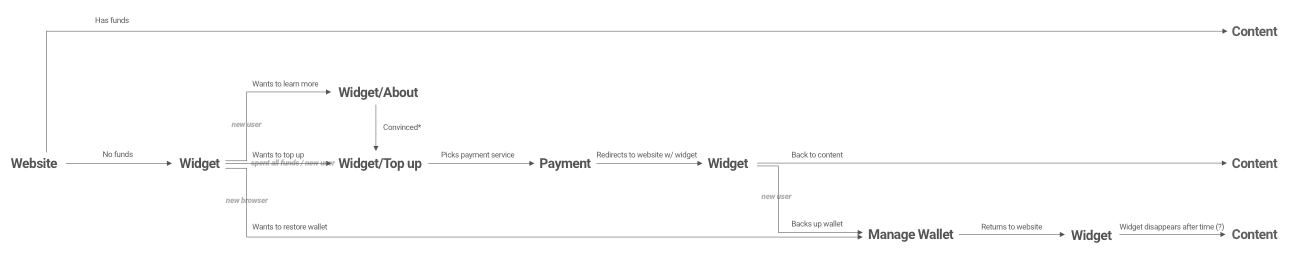 Has funds
Content
Wants to learn more
Widget/About
new user
Convinced*
Website
No funds
Widget
Wants to top up
spent all funds / new user
Widget/Top up
Picks payment service
Payment
Redirects to website w/ widget
Widget
Back to content
Content
new browser
new user
Wants to restore wallet
Backs up wallet
Manage Wallet
Returns to website
Widget
Widget disappears after time (?)
Content